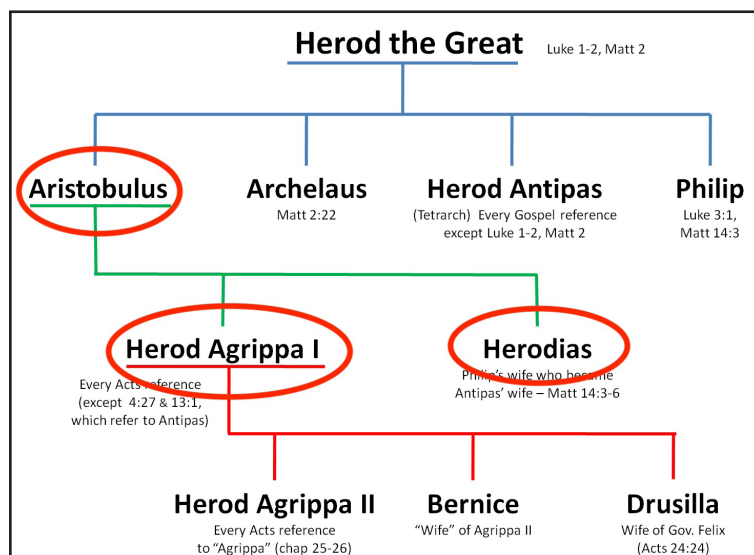 Herod the Great
Luke 1-2, Matt 2
Aristobulus
Archelaus
Matt 2:22
Herod Antipas
(Tetrarch) Every Gospel reference
except Luke 1-2, Matt 2
Philip
Luke 3:1,
Matt 14:3
Herod Agrippa I
Every Acts reference
(except 4:27 & 13:1,
which refer to Antipas)
Herodias
Philip's wife who became
Antipas' wife – Matt 14:3-6
Herod Agrippa II
Every Acts reference
to "Agrippa" (chap 25-26)
Bernice
"Wife" of Agrippa II
Drusilla
Wife of Gov. Felix
(Acts 24:24)